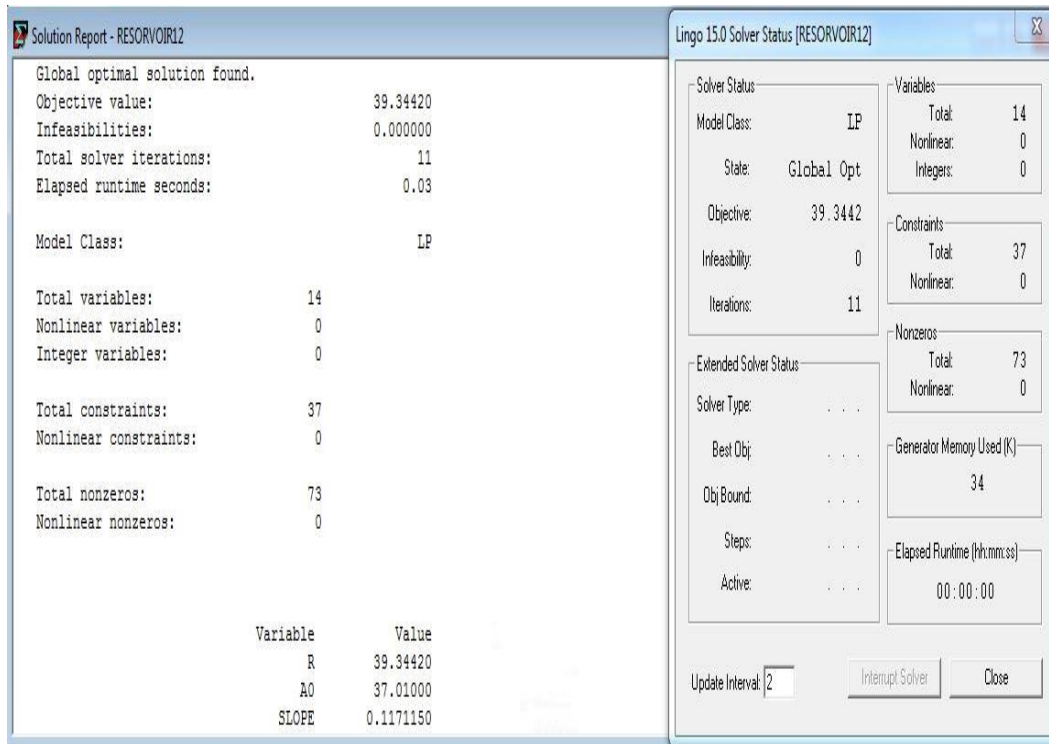 Solution Report - RESORVOIR12
Global optimal solution found.
Objective value: 39.34420
Infeasibilities: 0.000000
Total solver iterations: 11
Elapsed runtime seconds: 0.03
Model Class: LP
Total variables: 14
Nonlinear variables: 0
Integer variables: 0
Total constraints: 37
Nonlinear constraints: 0
Total nonzeros: 73
Nonlinear nonzeros: 0
Variable Value
R 39.34420
A0 37.01000
SLOPE 0.1171150
Lingo 15.0 Solver Status [RESORVOIR12]
Solver Status
Model Class: LP
State: Global Opt
Objective: 39.3442
Infeasibility: 0
Iterations: 11
Extended Solver Status
Solver Type: . . .
Best Obj: . . .
Obj Bound: . . .
Steps: . . .
Active: . . .
Variables
Total: 14
Nonlinear: 0
Integers: 0
Constraints
Total: 37
Nonlinear: 0
Nonzeros
Total: 73
Nonlinear: 0
Generator Memory Used (K)
34
Elapsed Runtime (hh:mm:ss)
00:00:00
Update Interval: 2
Interrupt Solver
Close